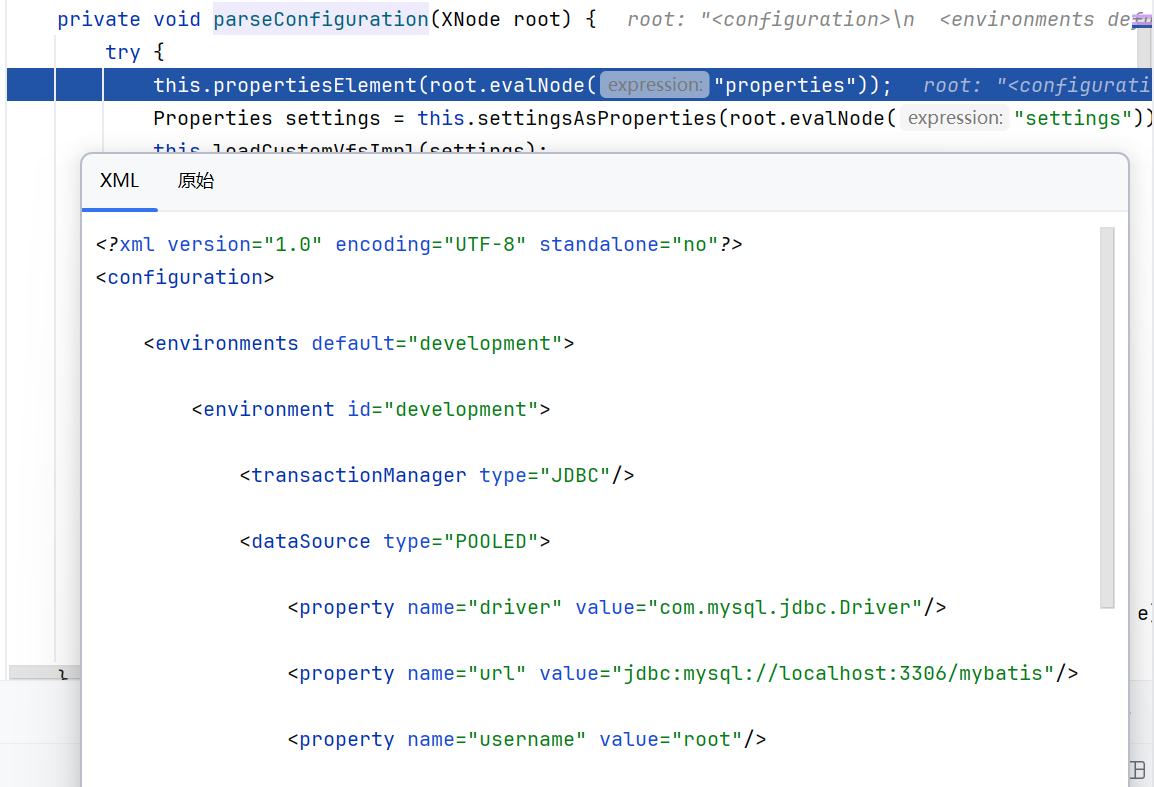 private void parseConfiguration(XNode root) {   root: "<configuration>\n  <environments defa
try {
this.propertiesElement(root.evalNode( expression: "properties"));   root: "<configurati
Properties settings = this.settingsAsProperties(root.evalNode( expression: "settings"))
this.loadCustomVfsImpl(settings);
XML 原始
<?xml version="1.0" encoding="UTF-8" standalone="no"?>
<configuration>
<environments default="development">
<environment id="development">
<transactionManager type="JDBC"/>
<dataSource type="POOLED">
<property name="driver" value="com.mysql.jdbc.Driver"/>
e)
<property name="url" value="jdbc:mysql://localhost:3306/mybatis"/>
}
<property name="username" value="root"/>